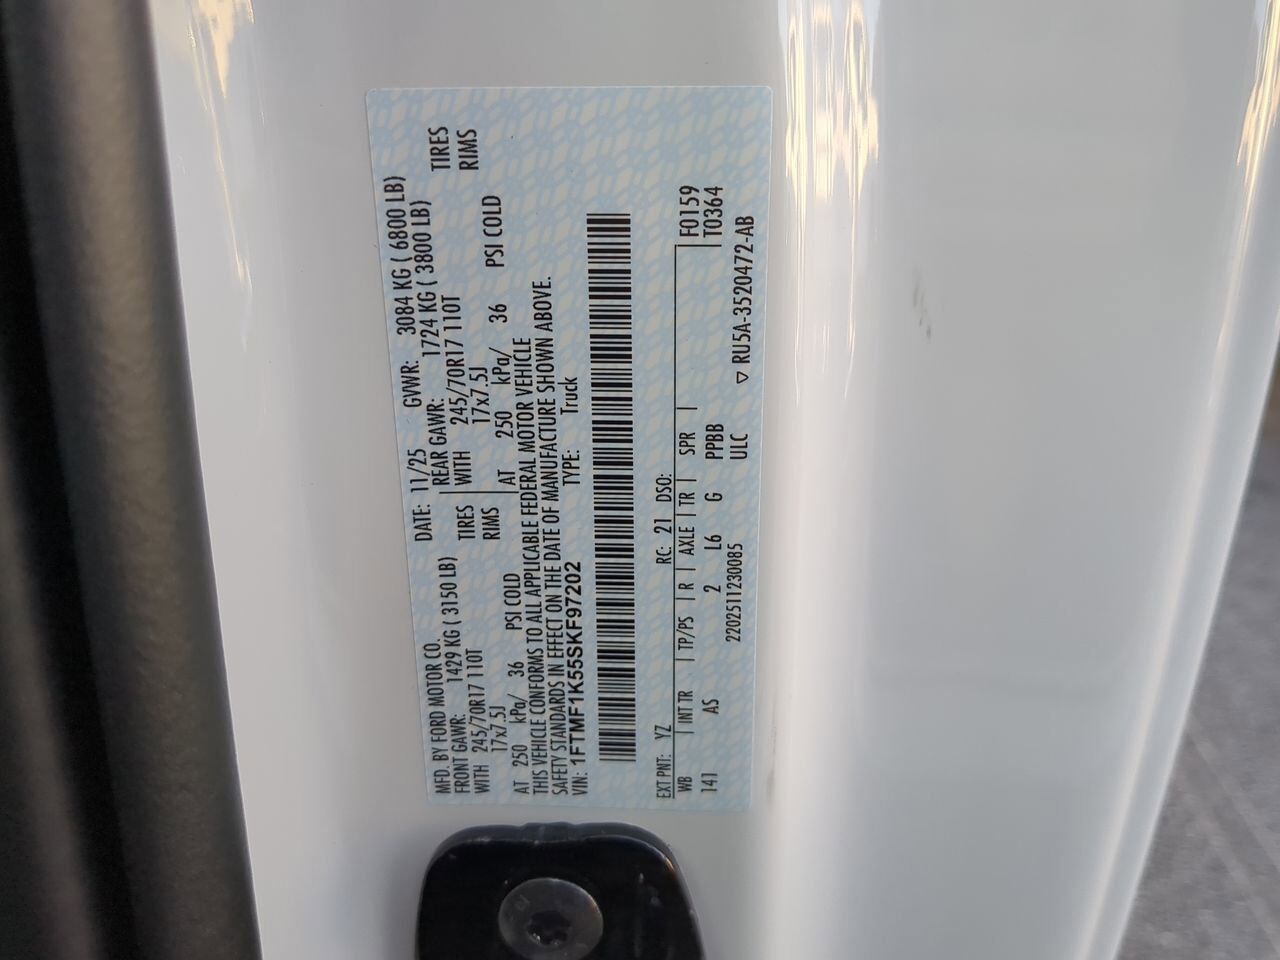 MFD. BY FORD MOTOR CO.
DATE: 11/25 GVWR: 3084 KG ( 6800 LB)
FRONT GAWR: 1429 KG ( 3150 LB) REAR GAWR: 1724 KG ( 3800 LB)
WITH 245/70R17 110T TIRES WITH 245/70R17 110T TIRES
17x7.5J RIMS 17x7.5J RIMS
AT 250 kPa/ 36 PSI COLD AT 250 kPa/ 36 PSI COLD
THIS VEHICLE CONFORMS TO ALL APPLICABLE FEDERAL MOTOR VEHICLE
SAFETY STANDARDS IN EFFECT ON THE DATE OF MANUFACTURE SHOWN ABOVE.
VIN: 1FTMF1K55SKF97202 TYPE: Truck
EXT PNT: YZ RC: 21 DSO: F0159
WB INT TR TP/PS R AXLE TR SPR T0364
141 AS 2 L6 G PPBB
2202511230085 ULC ▽ RU5A-3520472-AB